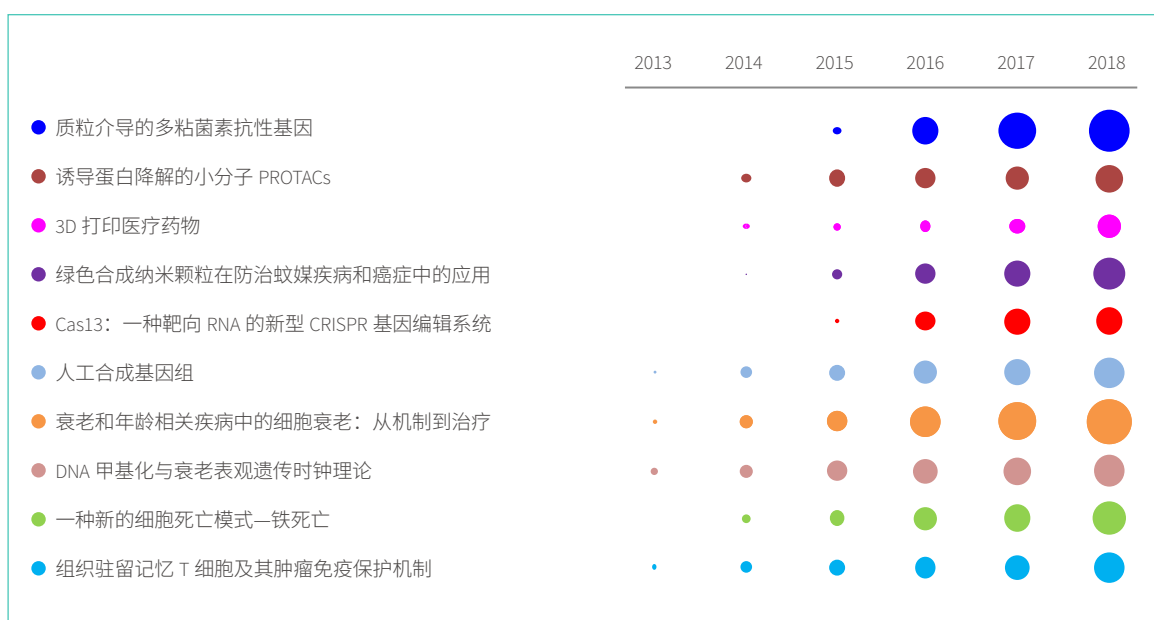 2013 2014 2015 2016 2017 2018
质粒介导的多粘菌素抗性基因
诱导蛋白降解的小分子 PROTACs
3D 打印医疗药物
绿色合成纳米颗粒在防治蚊媒疾病和癌症中的应用
Cas13：一种靶向 RNA 的新型 CRISPR 基因编辑系统
人工合成基因组
衰老和年龄相关疾病中的细胞衰老：从机制到治疗
DNA 甲基化与衰老表观遗传时钟理论
一种新的细胞死亡模式—铁死亡
组织驻留记忆 T 细胞及其肿瘤免疫保护机制